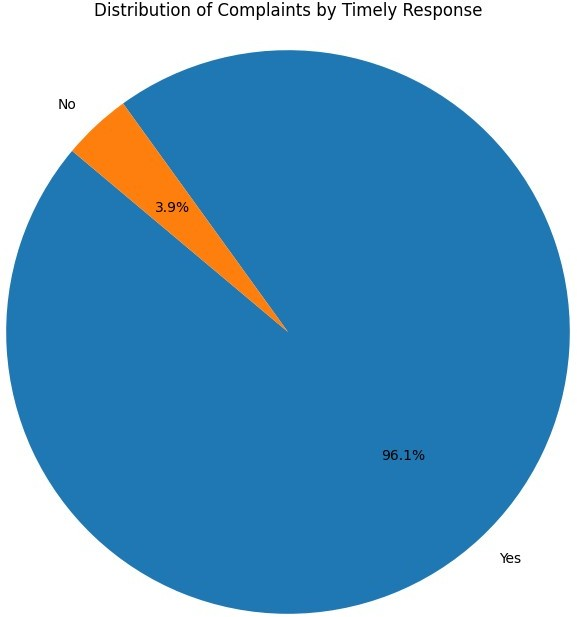 Distribution of Complaints by Timely Response
No
3.9%
96.1%
Yes